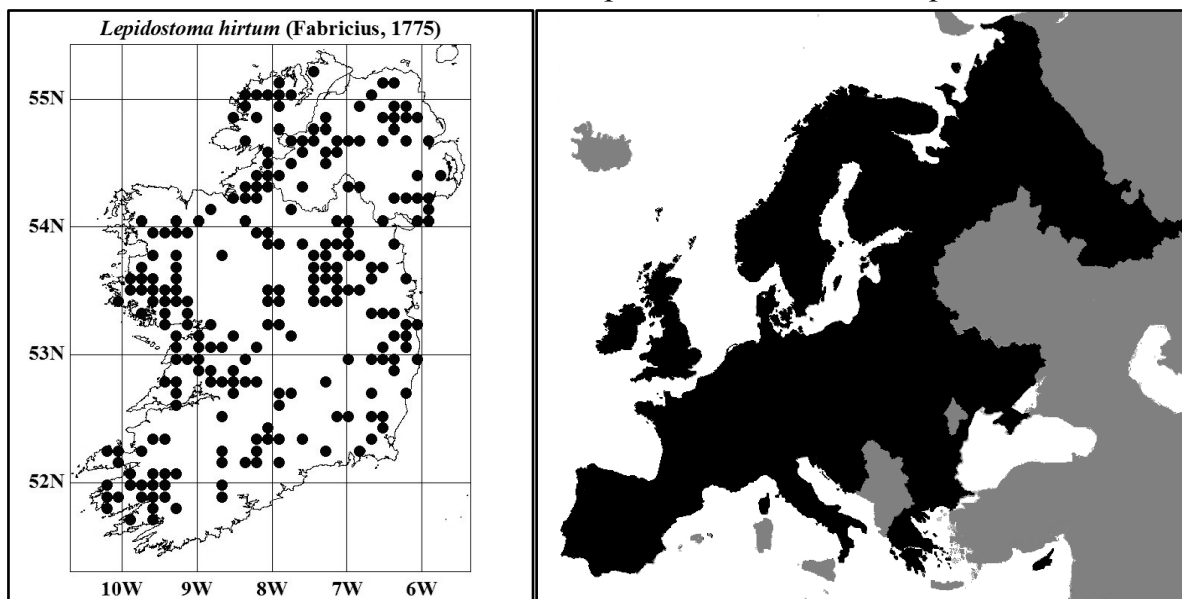 Lepidostoma hirtum (Fabricius, 1775)
55N
54N
53N
52N
10W 9W 8W 7W 6W